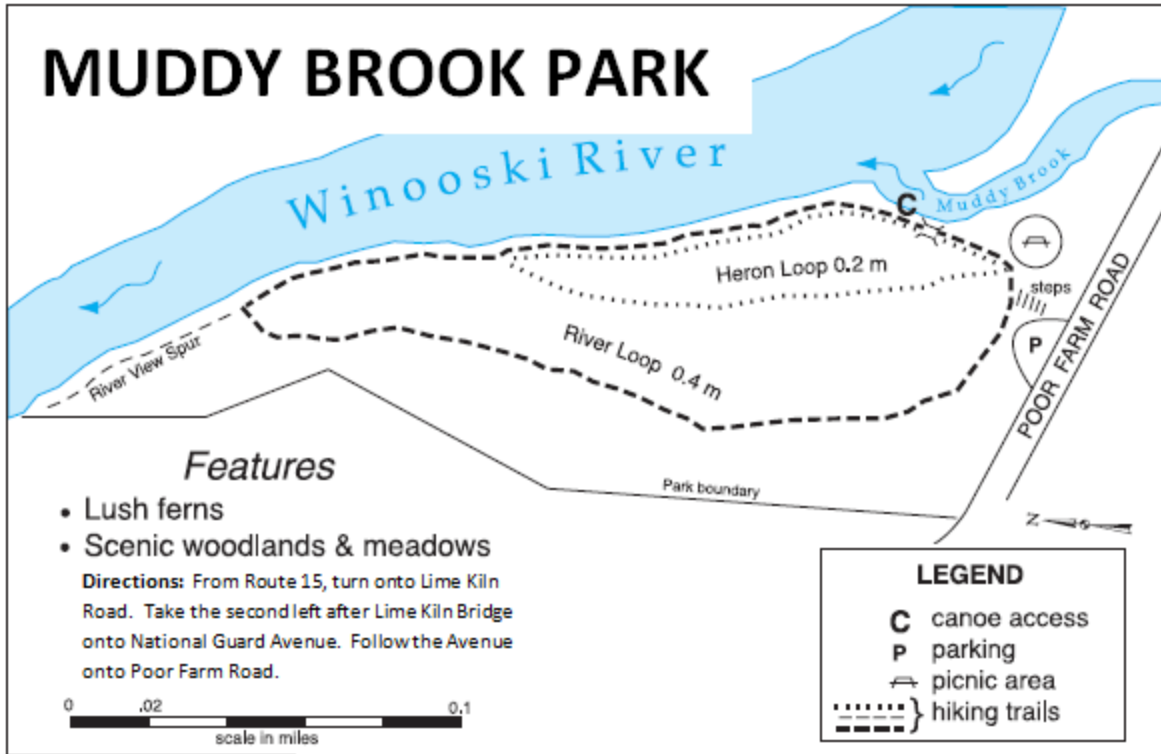 MUDDY BROOK PARK
Winooski River
Muddy Brook
C
Heron Loop 0.2 m
steps
P
POOR FARM ROAD
River Loop 0.4 m
River View Spur
Park boundary
Z
Features
• Lush ferns
• Scenic woodlands & meadows
Directions: From Route 15, turn onto Lime Kiln
Road. Take the second left after Lime Kiln Bridge
onto National Guard Avenue. Follow the Avenue
onto Poor Farm Road.
0 .02 0.1
scale in miles
LEGEND
C canoe access
P parking
picnic area
hiking trails